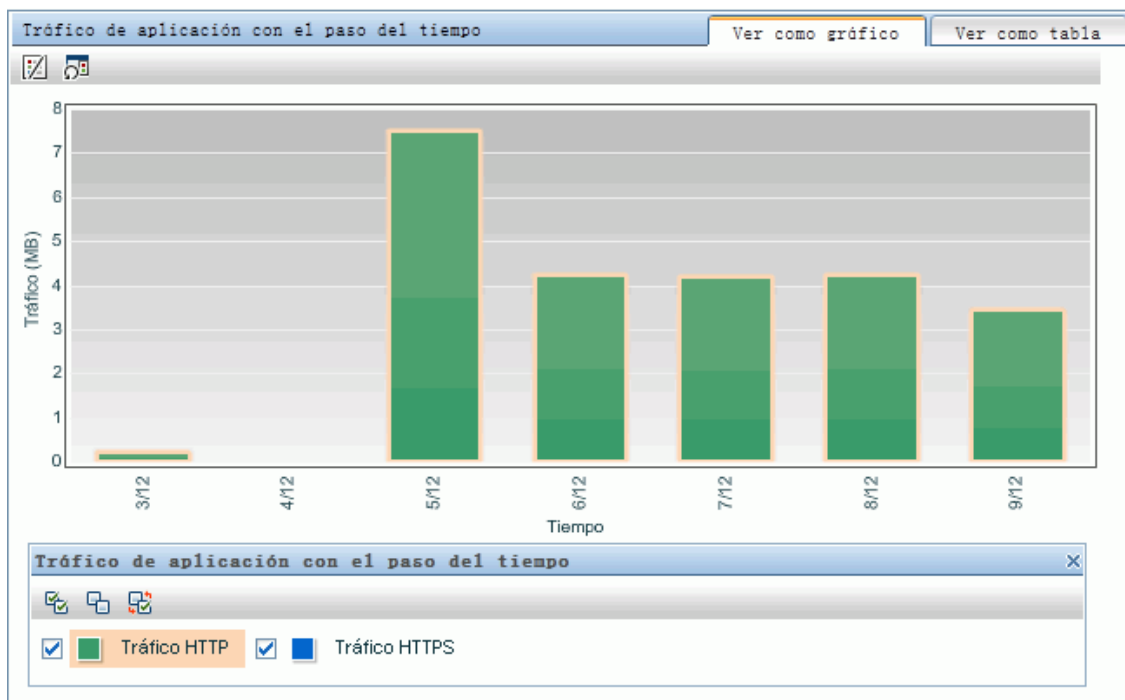 Tráfico de aplicación con el paso del tiempo
Ver como gráfico
Ver como tabla
8
7
6
5
4
3
2
1
0
Tráfico (MB)
3/12
4/12
5/12
6/12
7/12
8/12
9/12
Tiempo
Tráfico de aplicación con el paso del tiempo
Tráfico HTTP
Tráfico HTTPS